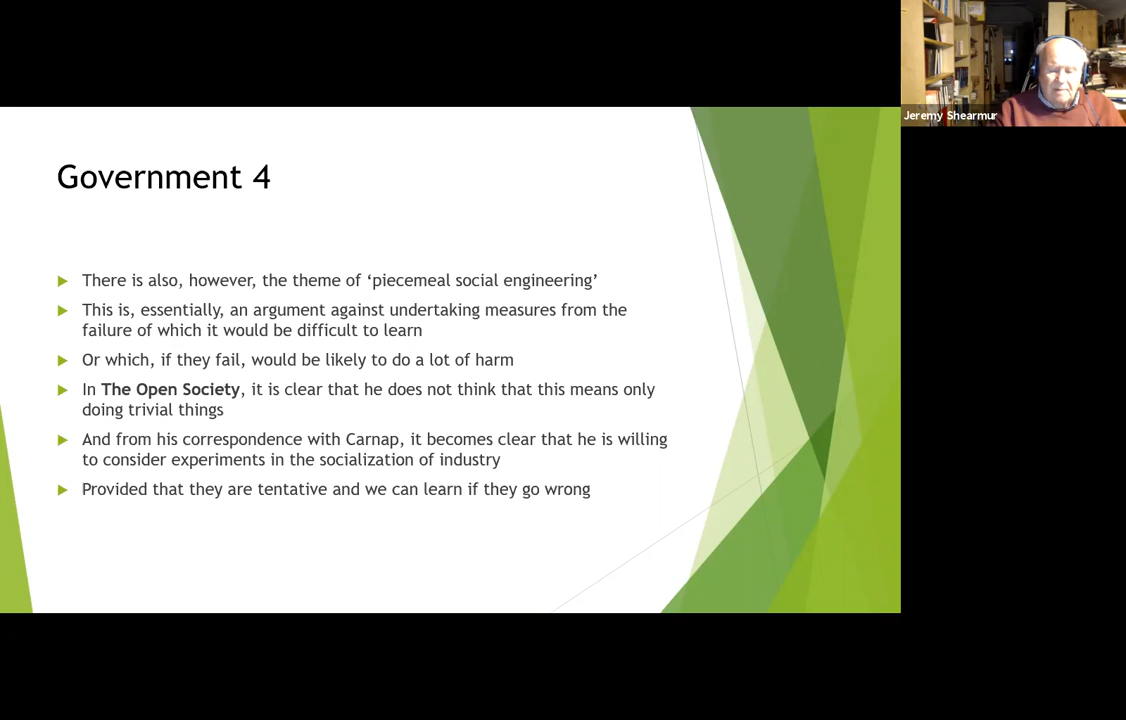 Jeremy Shearmur
Government 4
There is also, however, the theme of ‘piecemeal social engineering’
This is, essentially, an argument against undertaking measures from the
failure of which it would be difficult to learn
Or which, if they fail, would be likely to do a lot of harm
In The Open Society, it is clear that he does not think that this means only
doing trivial things
And from his correspondence with Carnap, it becomes clear that he is willing
to consider experiments in the socialization of industry
Provided that they are tentative and we can learn if they go wrong